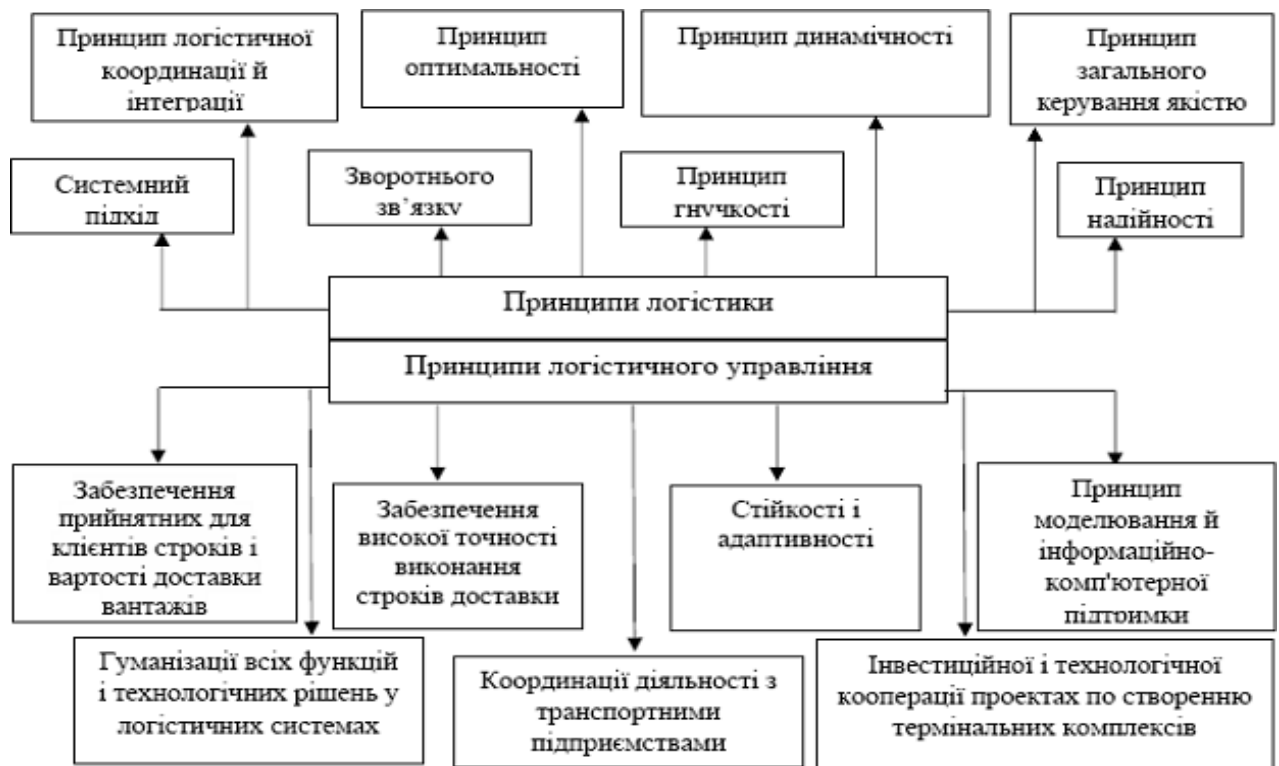 Принцип логістичної
координації й
інтеграції
Принцип
оптимальності
Принцип динамічності
Принцип
загального
керування якістю
Системний
підхід
Зворотнього
зв’язку
Принцип
гнучкості
Принцип
надійності
Принципи логістики
Принципи логістичного управління
Забезпечення
прийнятних для
клієнтів строків і
вартості доставки
вантажів
Забезпечення
високої точності
виконання
строків доставки
Стійкості і
адаптивності
Принцип
моделювання й
інформаційно-
комп'ютерної
підтримки
Гуманізації всіх функцій
і технологічних рішень у
логістичних системах
Координації діяльності з
транспортними
підприємствами
Інвестиційної і технологічної
кооперації проектах по створенню
термінальних комплексів